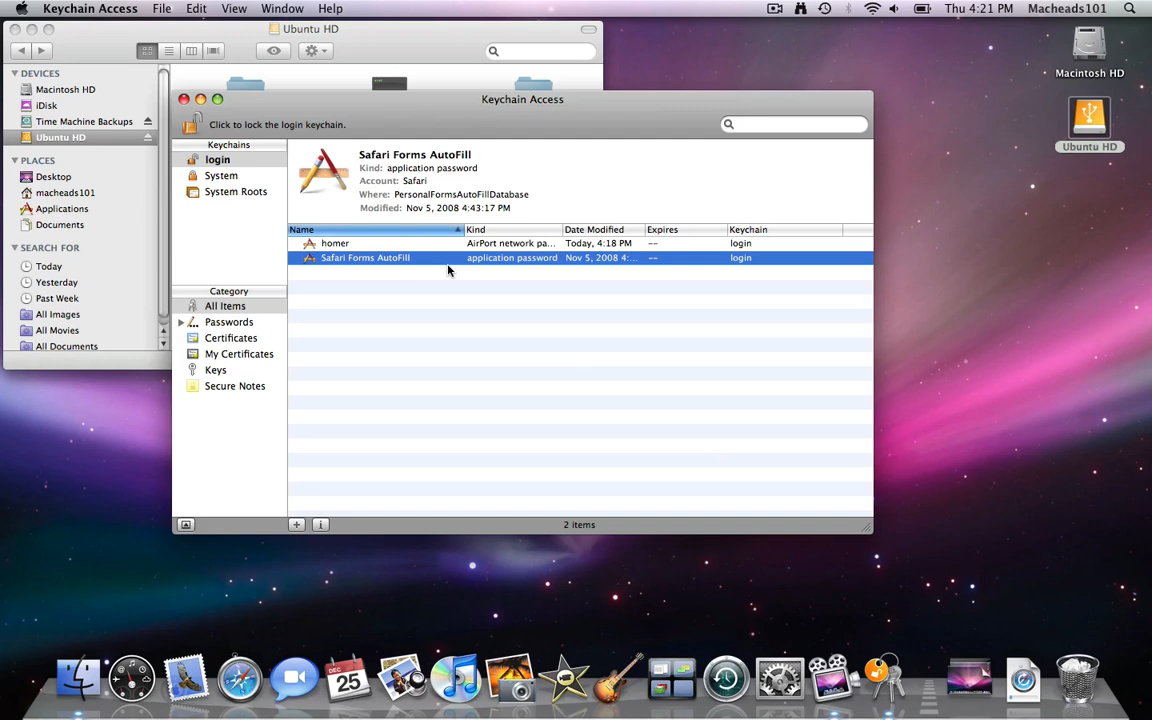 Keychain Access File Edit View Window Help Thu 4:21 PM Macheads101
Ubuntu HD
DEVICES
Macintosh HD
iDisk
Time Machine Backups
Ubuntu HD
PLACES
Desktop
macheads101
Applications
Documents
SEARCH FOR
Today
Yesterday
Past Week
All Images
All Movies
All Documents
Macintosh HD
Ubuntu HD
Keychain Access
Click to lock the login keychain.
Keychains
login
System
System Roots
Category
All Items
Passwords
Certificates
My Certificates
Keys
Secure Notes
Safari Forms AutoFill
Kind: application password
Account: Safari
Where: PersonalFormsAutoFillDatabase
Modified: Nov 5, 2008 4:43:17 PM
Name Kind Date Modified Expires Keychain
homer AirPort network pa... Today, 4:18 PM -- login
Safari Forms AutoFill application password Nov 5, 2008 4:... -- login
2 items
DEC
25